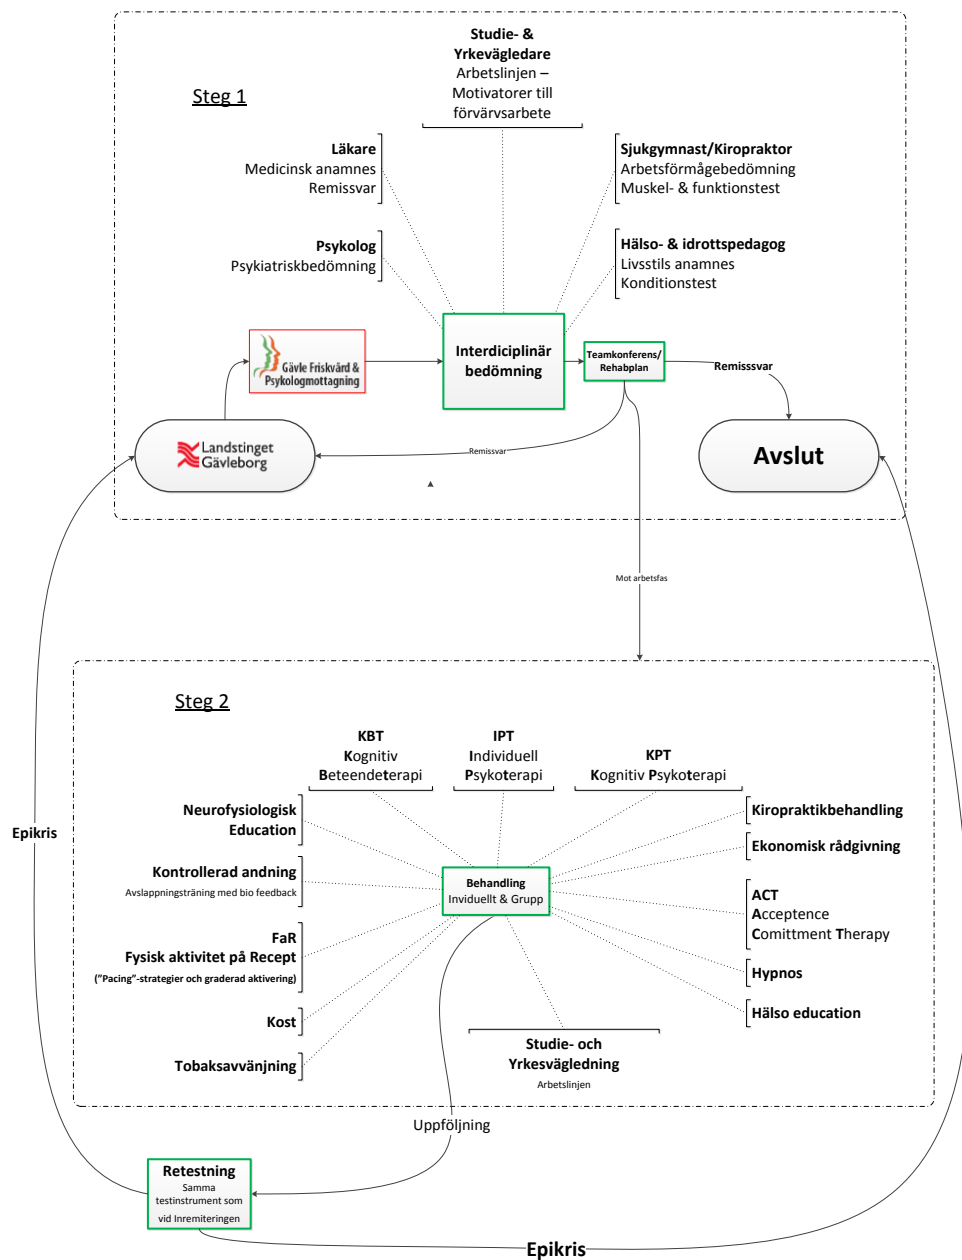 Steg 1
Studie- &
Yrkevägledare
Arbetslinjen –
Motivatorer till
förvärvsarbete
Läkare
Medicinsk anamnes
Remissvar
Sjukgymnast/Kiropraktor
Arbetsförmågebedömning
Muskel- & funktionstest
Psykolog
Psykiatriskbedömning
Hälso- & idrottspedagog
Livsstils anamnes
Konditionstest
Gävle Friskvård &
Psykologmottagning
Interdiciplinär
bedömning
Teamkonferens/
Rehabplan
Remisssvar
Landstinget
Gävleborg
Remissvar
Avslut
Mot arbetsfas
Steg 2
KBT
Kognitiv
Beteendeterapi
IPT
Individuell
Psykoterapi
KPT
Kognitiv Psykoterapi
Neurofysiologisk
Education
Kiropraktikbehandling
Epikris
Ekonomisk rådgivning
Kontrollerad andning
Avslappningsträning med bio feedback
Behandling
Inviduellt & Grupp
ACT
Acceptence
Comittment Therapy
FaR
Fysisk aktivitet på Recept
("Pacing"-strategier och graderad aktivering)
Hypnos
Kost
Hälso education
Studie- och
Yrkesvägledning
Arbetslinjen
Tobaksavvänjning
Uppföljning
Retestning
Samma
testinstrument som
vid Inremiteringen
Epikris